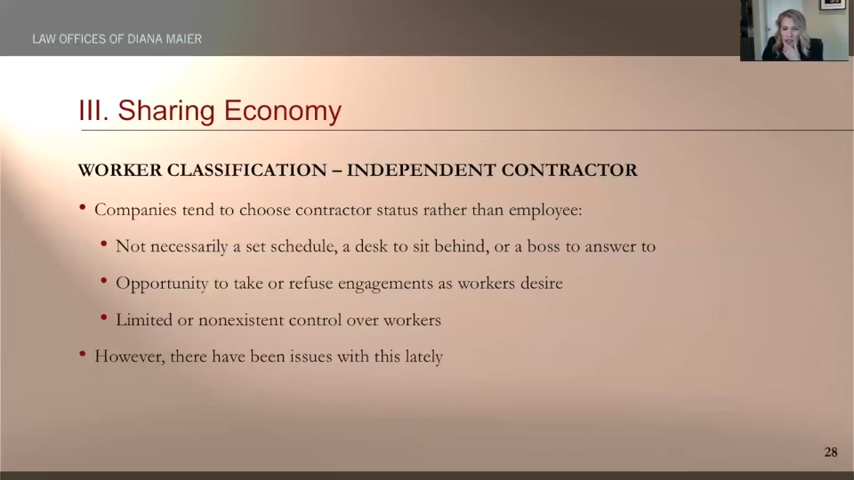 LAW OFFICES OF DIANA MAIER
III. Sharing Economy
WORKER CLASSIFICATION – INDEPENDENT CONTRACTOR
• Companies tend to choose contractor status rather than employee:
• Not necessarily a set schedule, a desk to sit behind, or a boss to answer to
• Opportunity to take or refuse engagements as workers desire
• Limited or nonexistent control over workers
• However, there have been issues with this lately
28